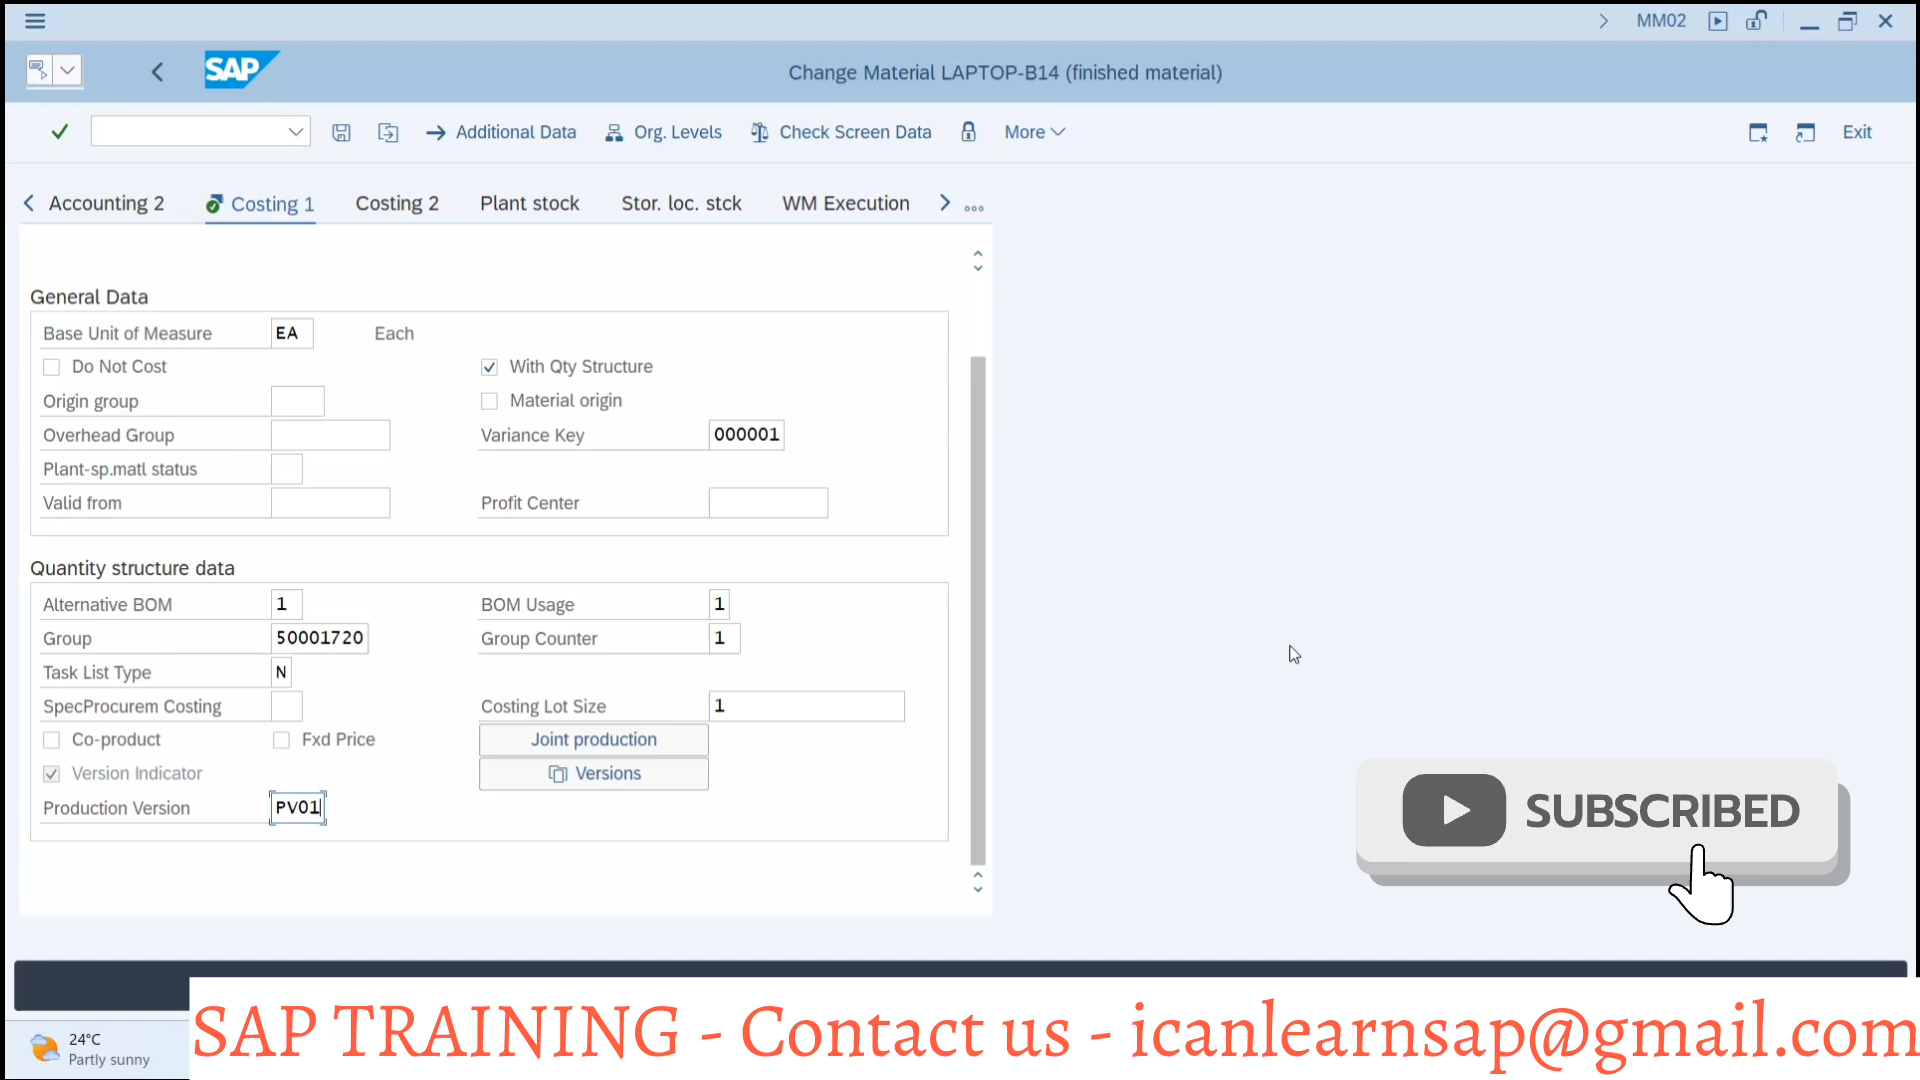 MM02
SAP
Change Material LAPTOP-B14 (finished material)
Additional Data
Org. Levels
Check Screen Data
More
Exit
Accounting 2
Costing 1
Costing 2
Plant stock
Stor. loc. stck
WM Execution
General Data
Base Unit of Measure EA Each
Do Not Cost
With Qty Structure
Origin group
Material origin
Overhead Group
Variance Key 000001
Plant-sp.matl status
Valid from
Profit Center
Quantity structure data
Alternative BOM 1
BOM Usage 1
Group 50001720
Group Counter 1
Task List Type N
SpecProcurem Costing
Costing Lot Size 1
Co-product
Fxd Price
Joint production
Version Indicator
Versions
Production Version PV01
SUBSCRIBED
SAP TRAINING - Contact us - icanlearnsap@gmail.com
24°C
Partly sunny